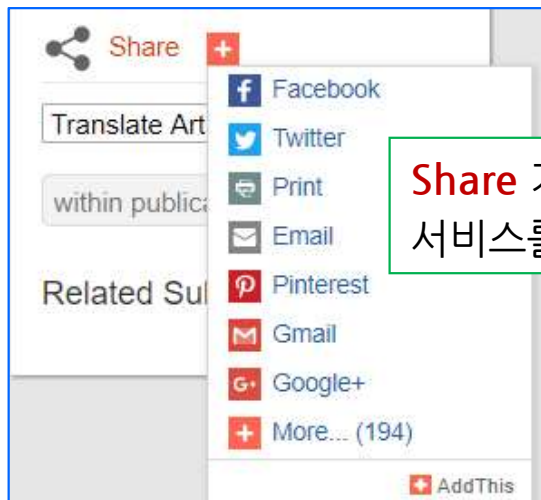 Share
Facebook
Translate Art
Twitter
Share
Print
within publica
서비스를
Email
Related Sul
Pinterest
Gmail
Google+
More... (194)
AddThis